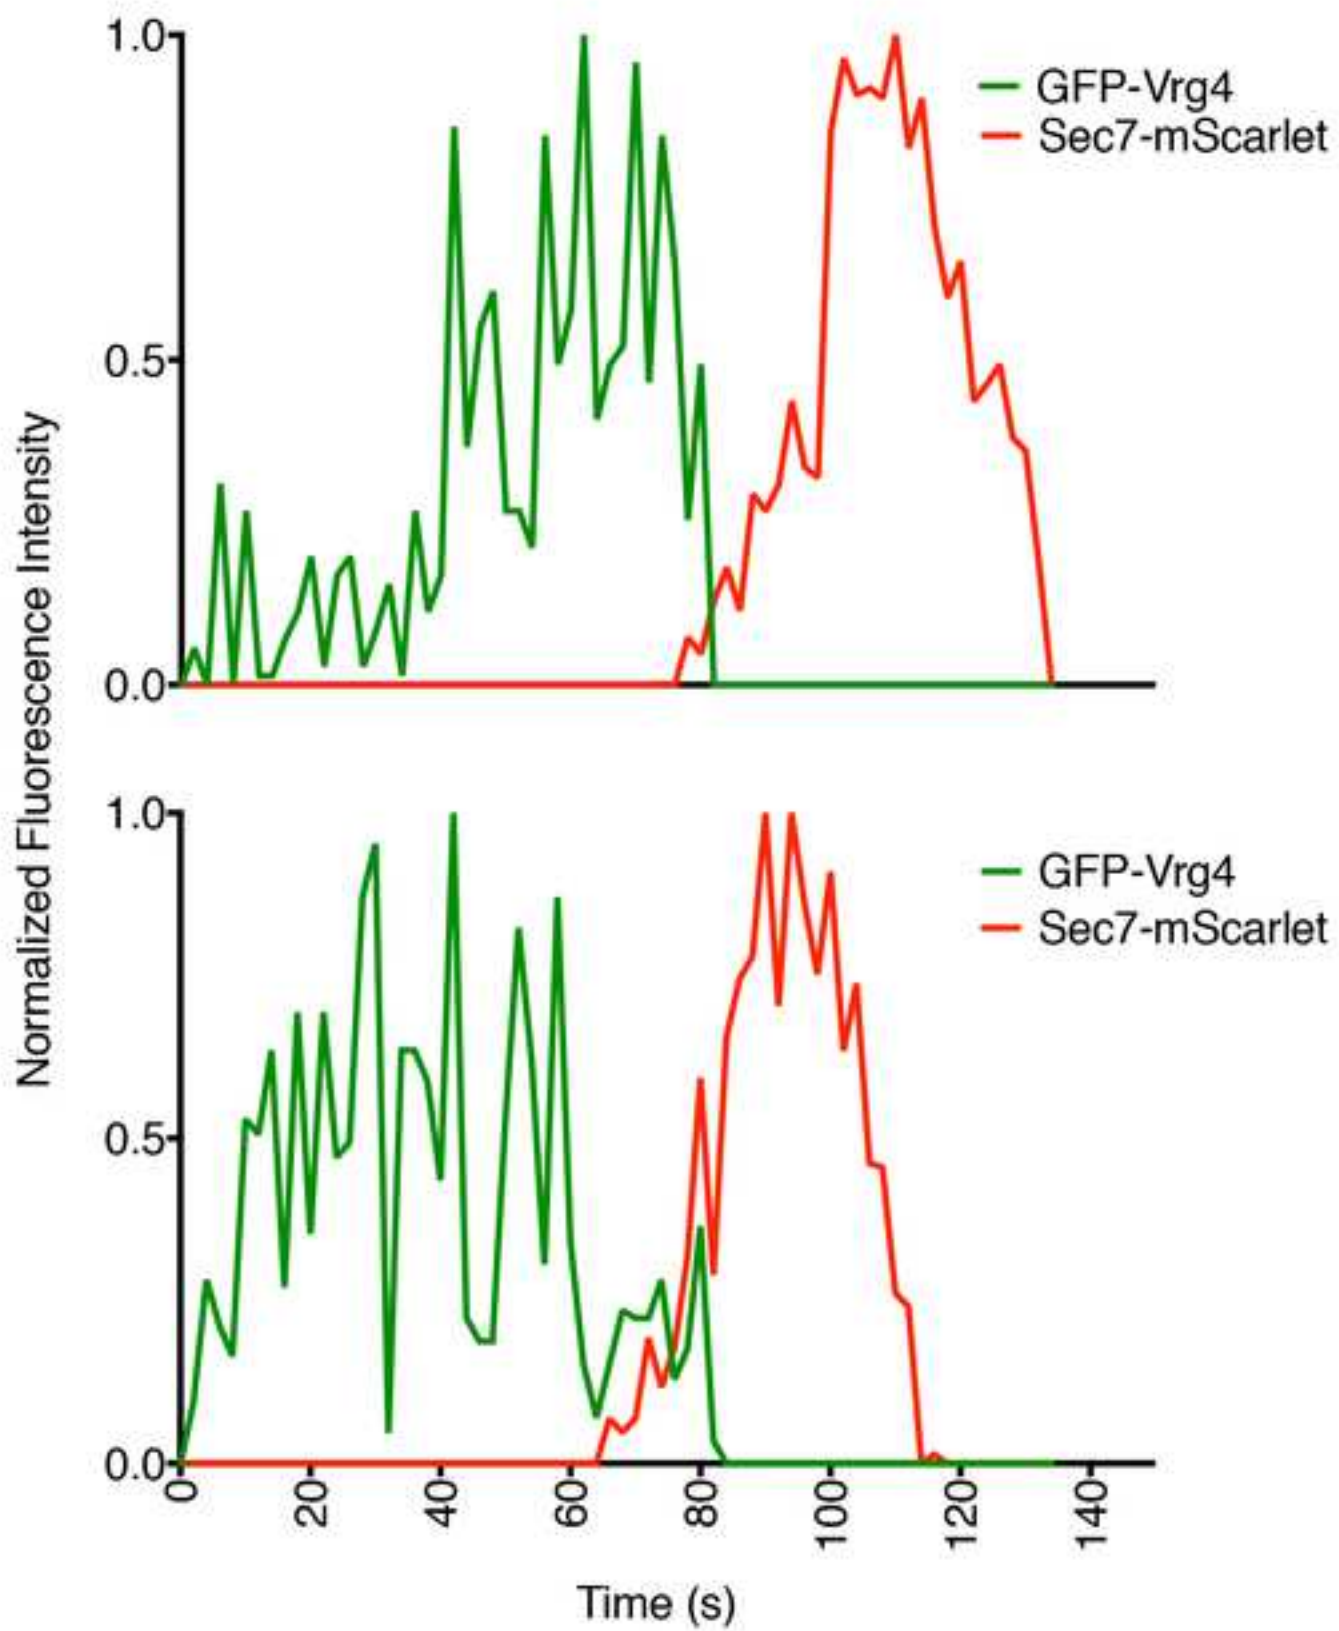 Normalized Fluorescence Intensity
1.0
0.5
0.0
GFP-Vrg4
Sec7-mScarlet
1.0
0.5
0.0
GFP-Vrg4
Sec7-mScarlet
0 20 40 60 80 100 120 140
Time (s)